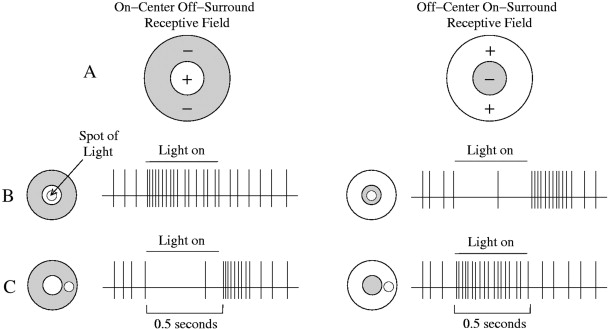 On−Center Off−Surround
Receptive Field
Off−Center On−Surround
Receptive Field
A
−
+
−
+
−
+
Spot of
Light
B
Light on
Light on
C
Light on
0.5 seconds
Light on
0.5 seconds